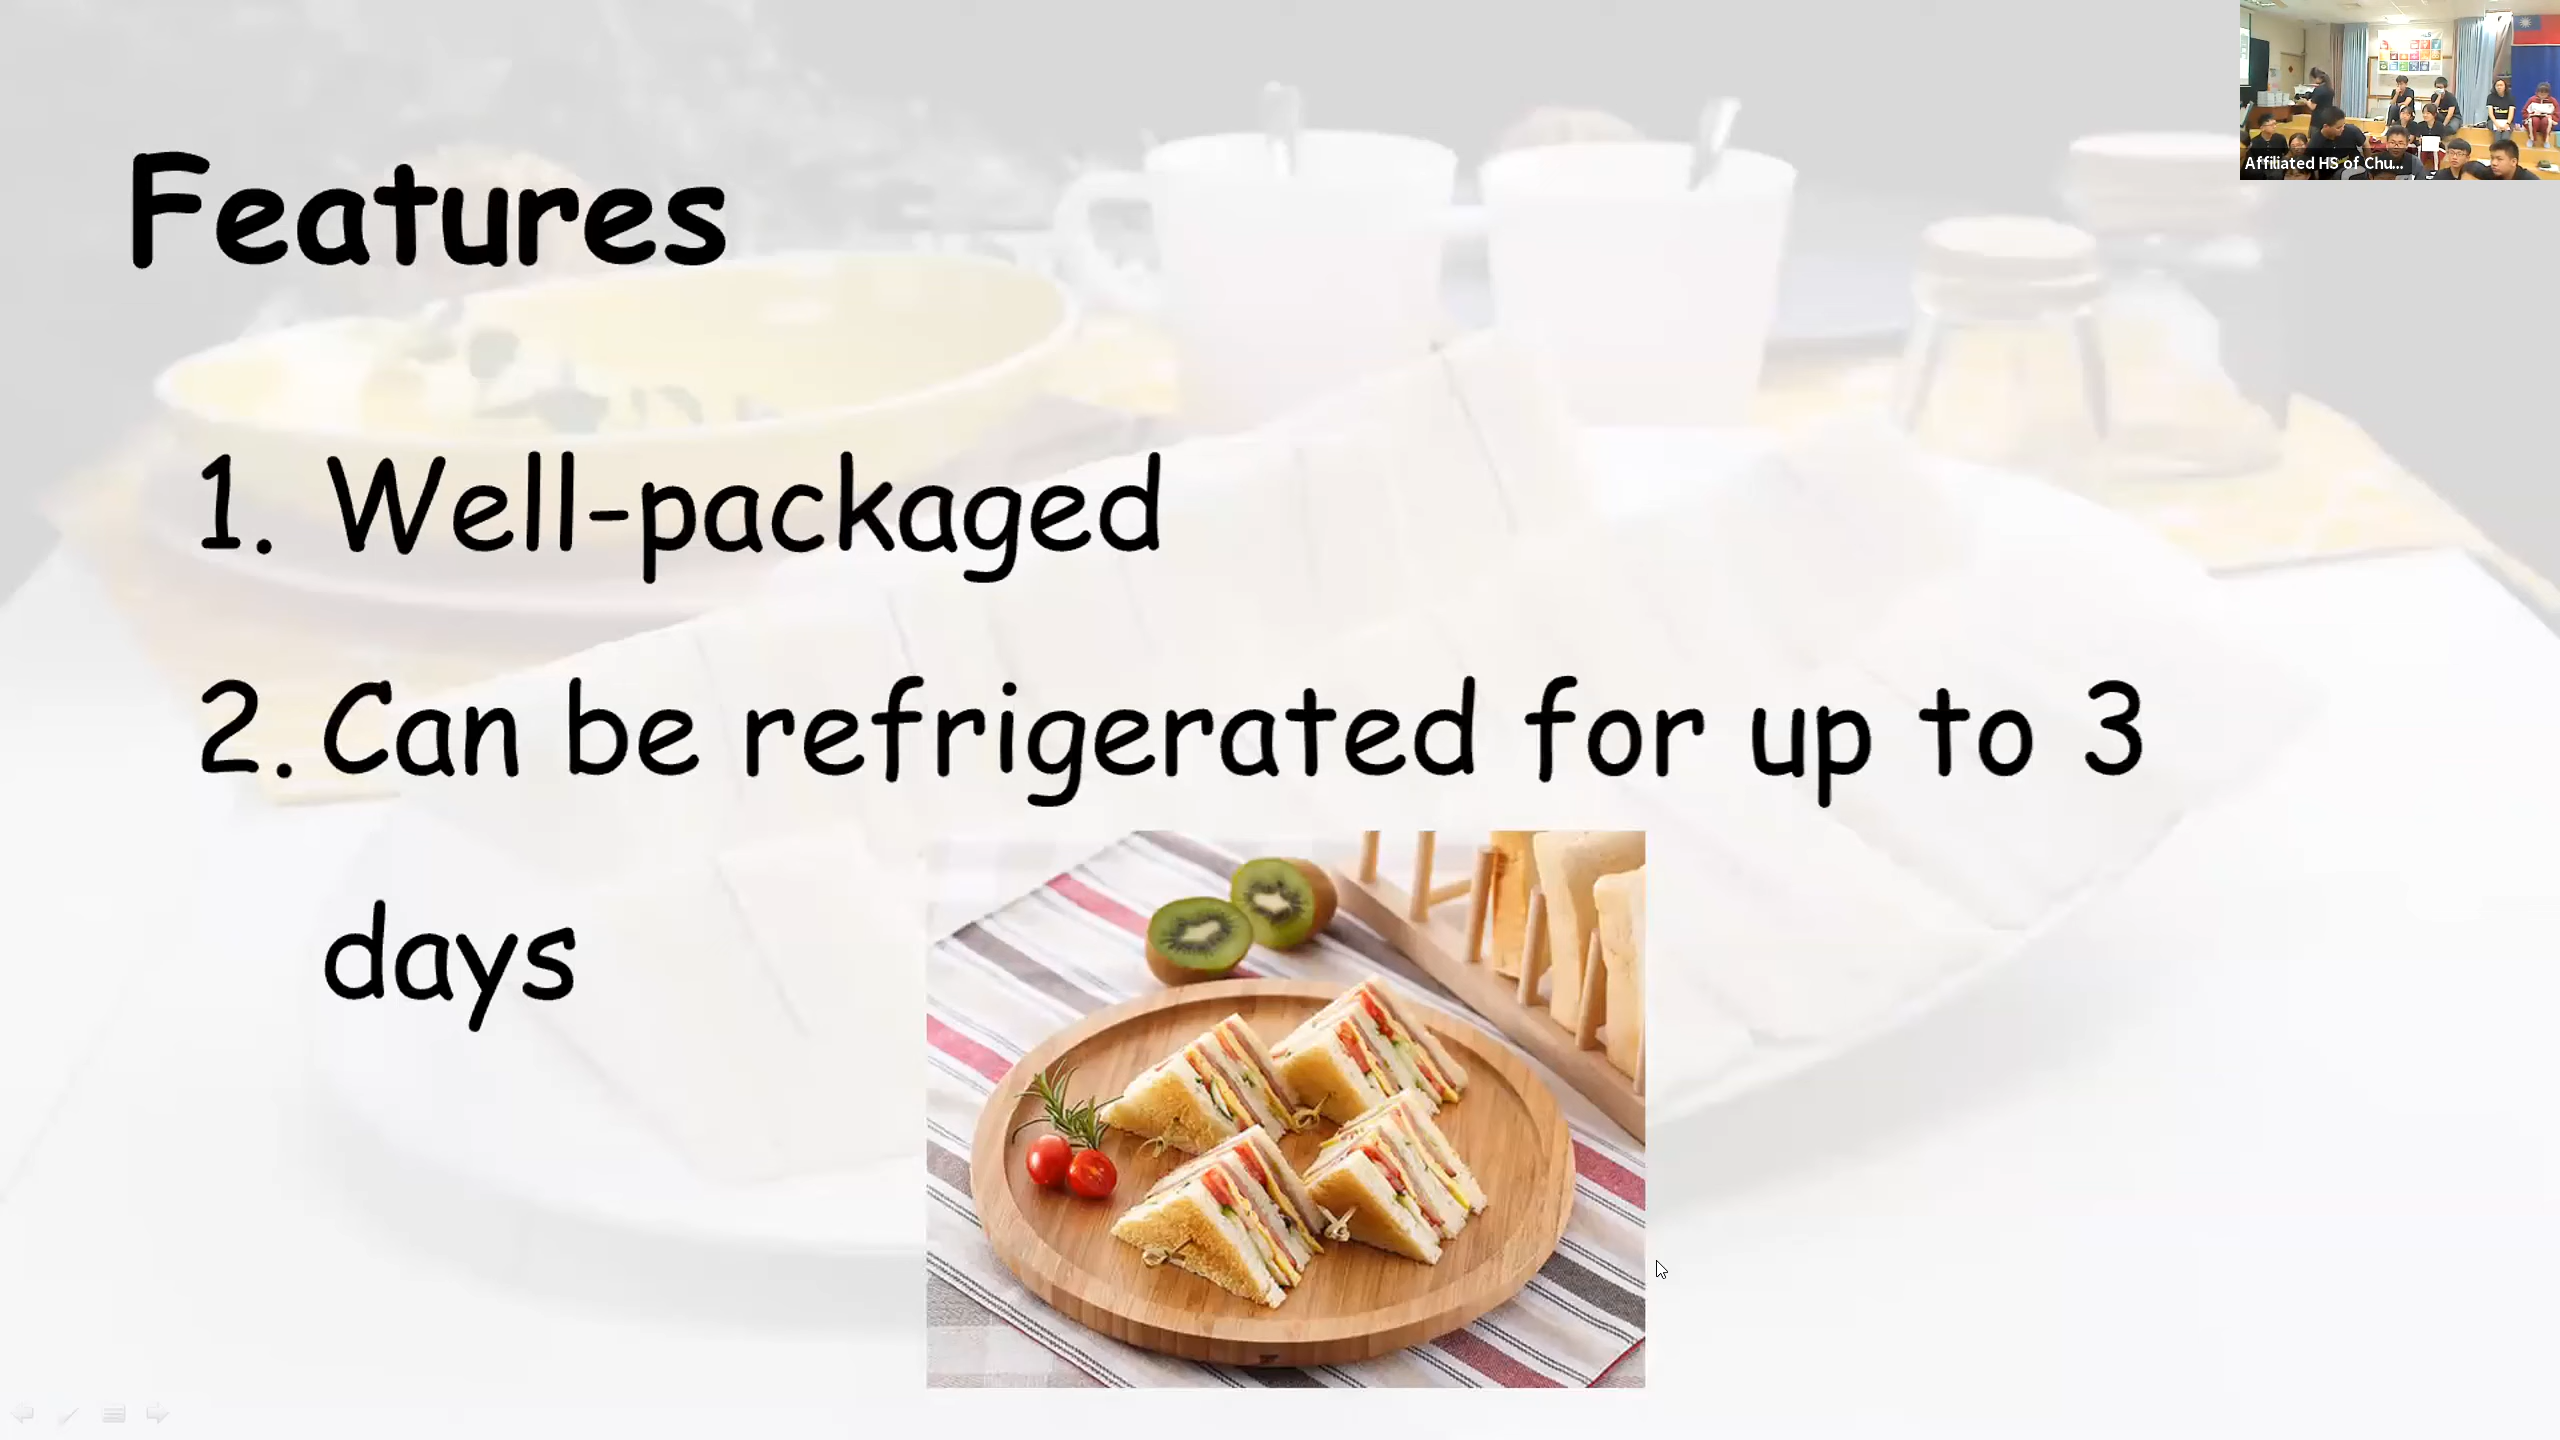 Features
1. Well-packaged
2. Can be refrigerated for up to 3
days
Affiliated HS of Chu...